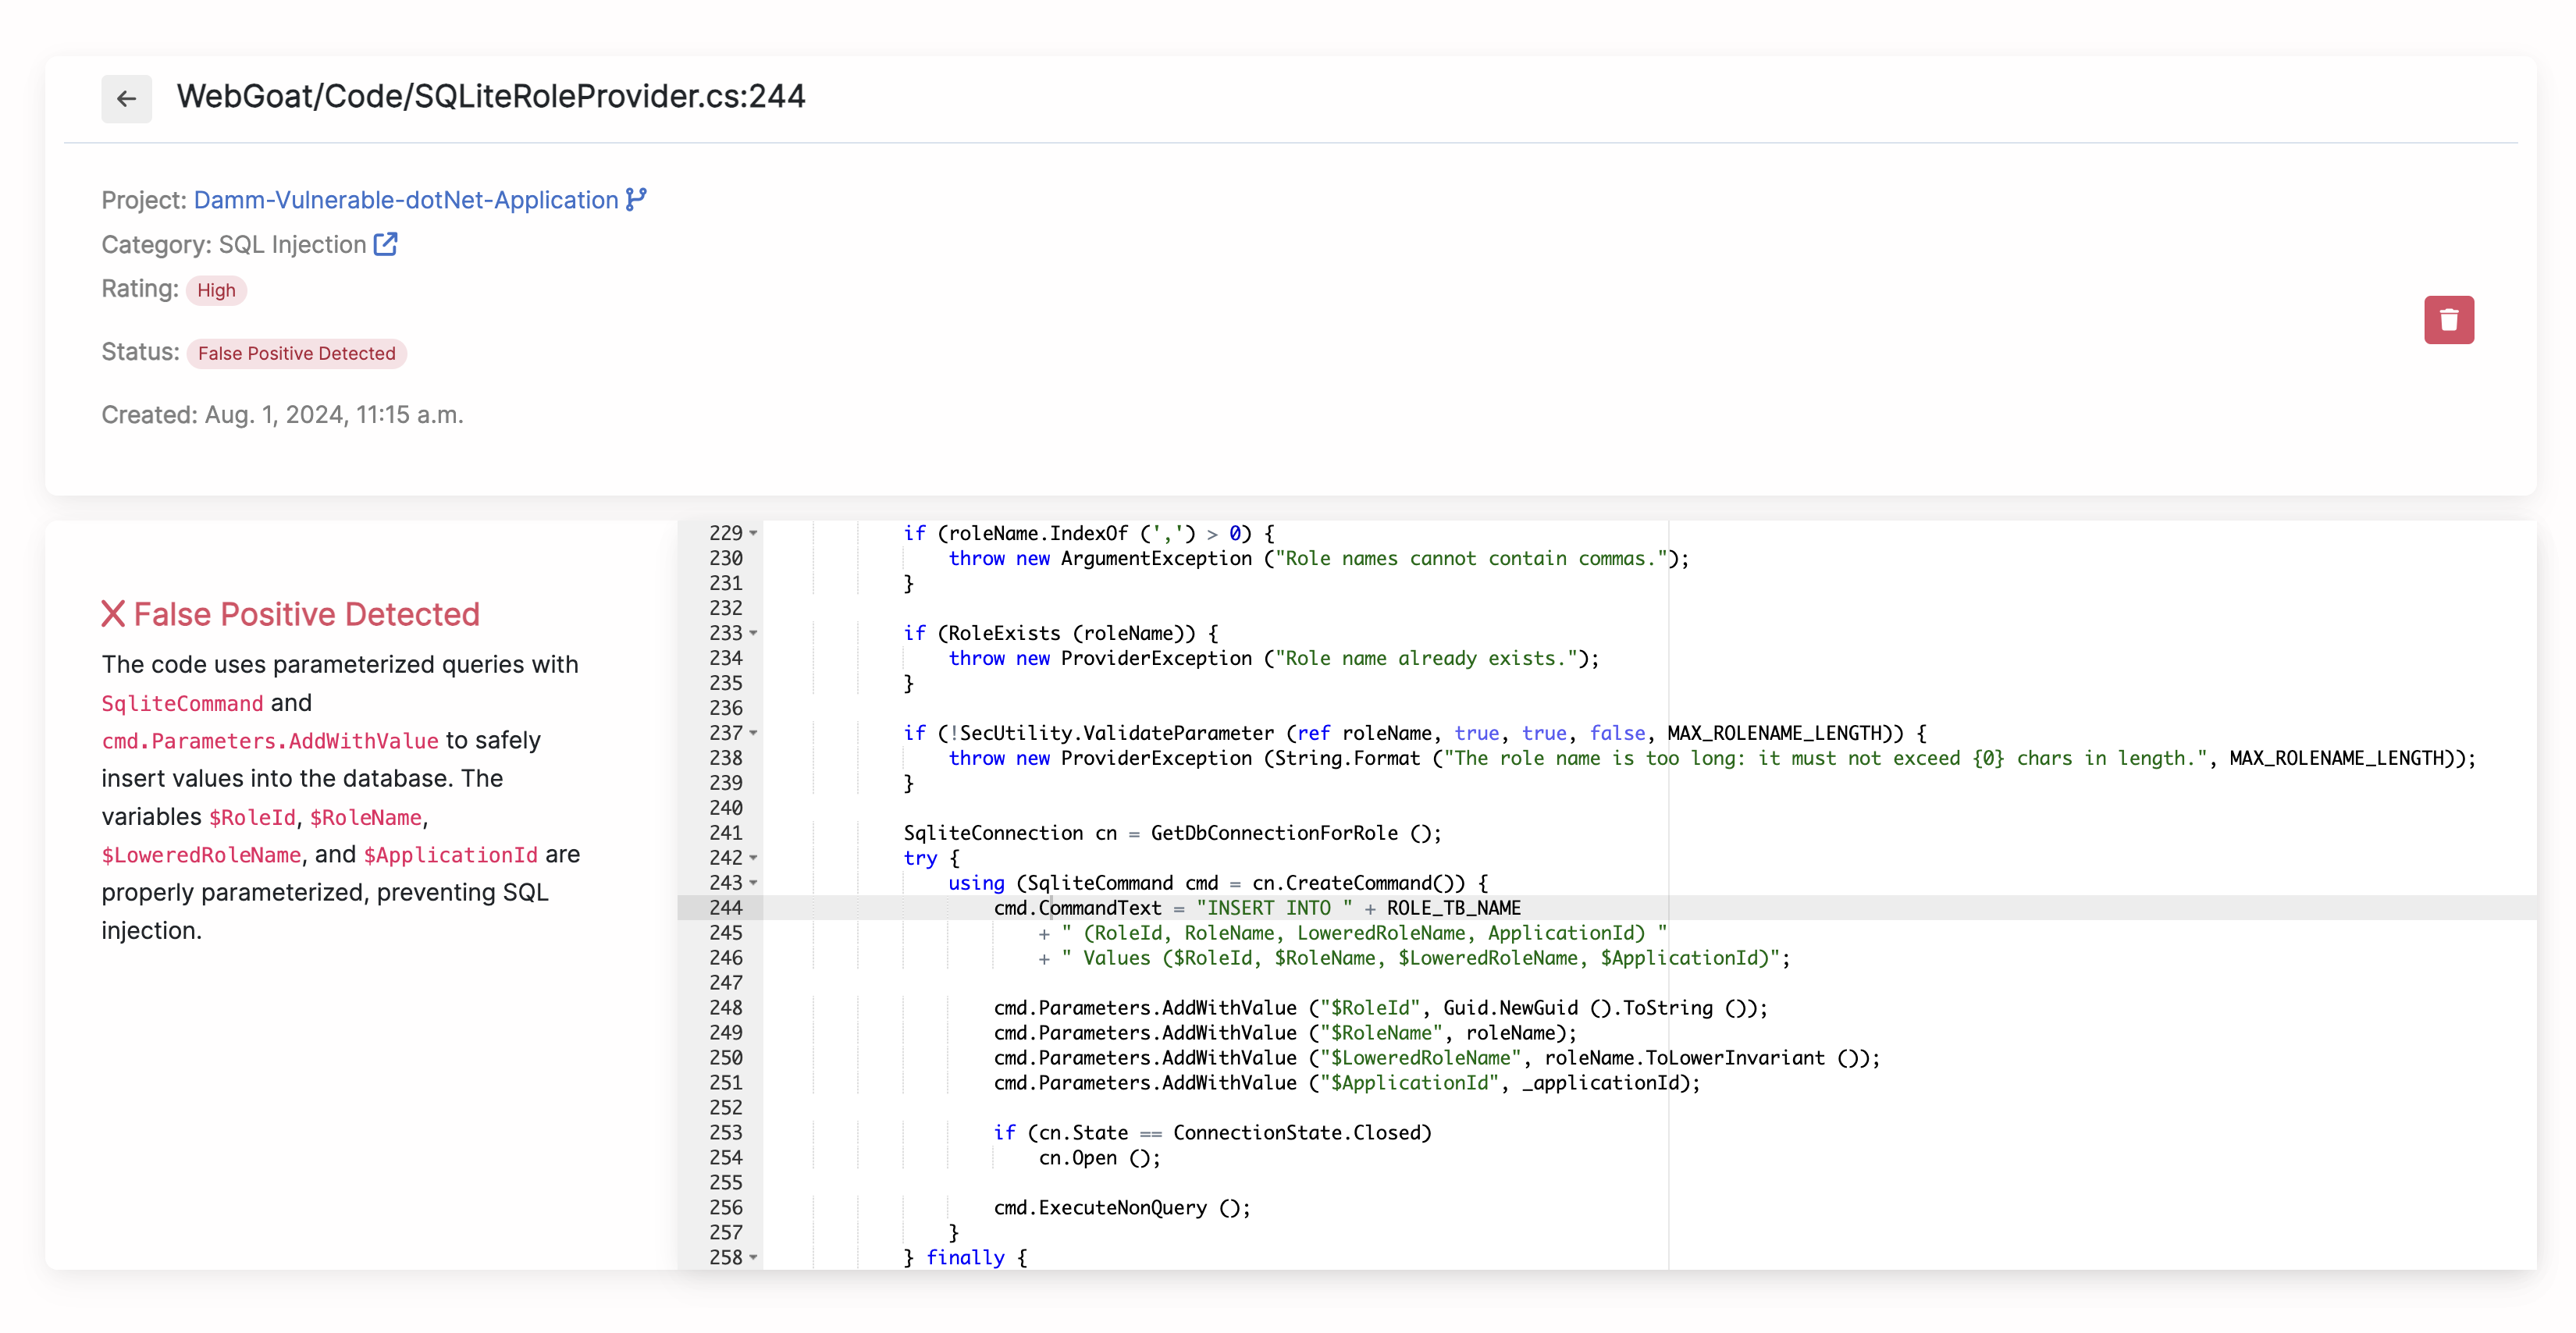 WebGoat/Code/SQLiteRoleProvider.cs:244
Project: Damm-Vulnerable-dotNet-Application
Category: SQL Injection
Rating: High
Status: False Positive Detected
Created: Aug. 1, 2024, 11:15 a.m.
False Positive Detected
The code uses parameterized queries with
SqliteCommand and
cmd.Parameters.AddWithValue to safely
insert values into the database. The
variables $RoleId, $RoleName,
$LoweredRoleName, and $ApplicationId are
properly parameterized, preventing SQL
injection.
229 if (roleName.IndexOf (',') > 0) {
230 throw new ArgumentException ("Role names cannot contain commas.");
231 }
232
233 if (RoleExists (roleName)) {
234 throw new ProviderException ("Role name already exists.");
235 }
236
237 if (!SecUtility.ValidateParameter (ref roleName, true, true, false, MAX_ROLENAME_LENGTH)) {
238 throw new ProviderException (String.Format ("The role name is too long: it must not exceed {0} chars in length.", MAX_ROLENAME_LENGTH));
239 }
240
241 SqliteConnection cn = GetDbConnectionForRole ();
242 try {
243 using (SqliteCommand cmd = cn.CreateCommand()) {
244 cmd.CommandText = "INSERT INTO " + ROLE_TB_NAME
245 + " (RoleId, RoleName, LoweredRoleName, ApplicationId) "
246 + " Values ($RoleId, $RoleName, $LoweredRoleName, $ApplicationId)";
247
248 cmd.Parameters.AddWithValue ("$RoleId", Guid.NewGuid ().ToString ());
249 cmd.Parameters.AddWithValue ("$RoleName", roleName);
250 cmd.Parameters.AddWithValue ("$LoweredRoleName", roleName.ToLowerInvariant ());
251 cmd.Parameters.AddWithValue ("$ApplicationId", _applicationId);
252
253 if (cn.State == ConnectionState.Closed)
254 cn.Open ();
255
256 cmd.ExecuteNonQuery ();
257 }
258 } finally {